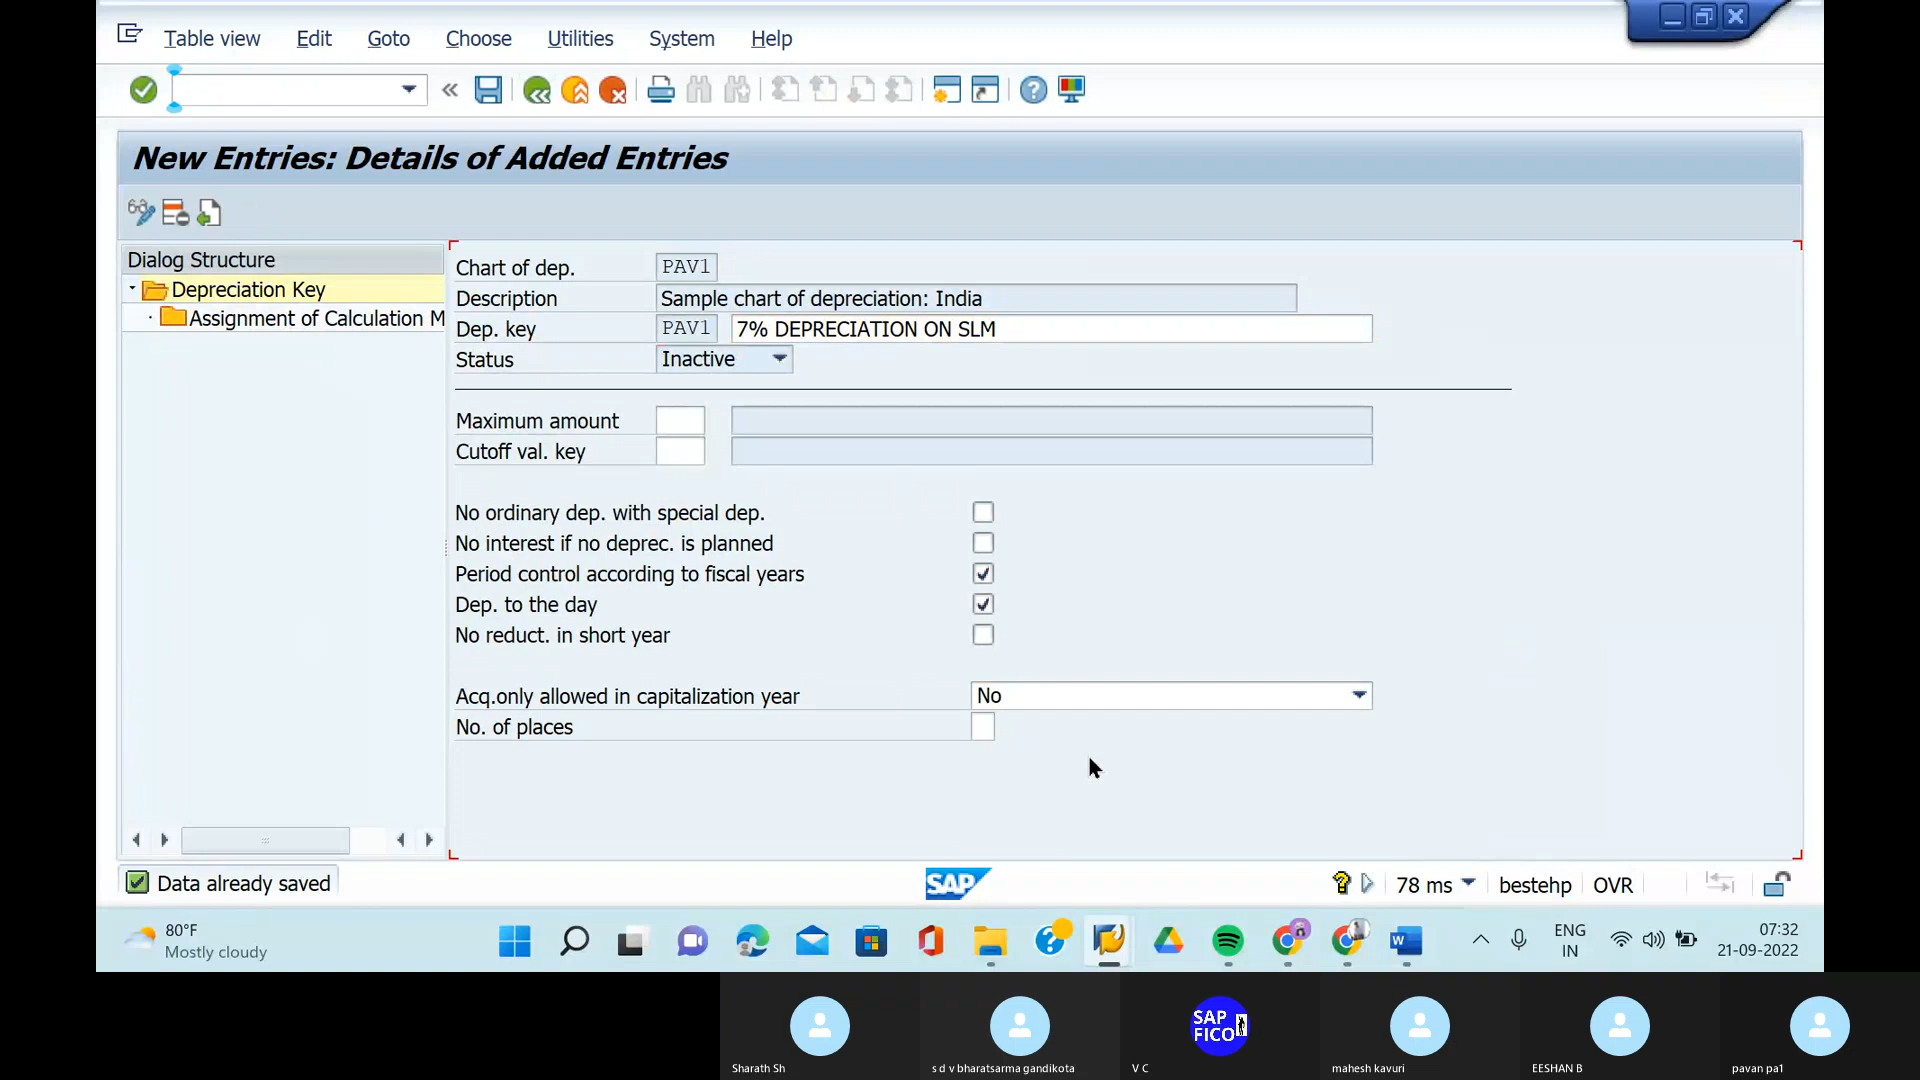 Table view Edit Goto Choose Utilities System Help
New Entries: Details of Added Entries
Dialog Structure
Depreciation Key
Assignment of Calculation M
Chart of dep. PAV1
Description Sample chart of depreciation: India
Dep. key PAV1 7% DEPRECIATION ON SLM
Status Inactive
Maximum amount
Cutoff val. key
No ordinary dep. with special dep.
No interest if no deprec. is planned
Period control according to fiscal years
Dep. to the day
No reduct. in short year
Acq.only allowed in capitalization year No
No. of places
Data already saved
SAP
78 ms bestehp OVR
80°F
Mostly cloudy
ENG
IN
07:32
21-09-2022
SAP
FICO
Sharath Sh s d v bharatsarma gandikota V C mahesh kavuri EESHAN B pavan pa1